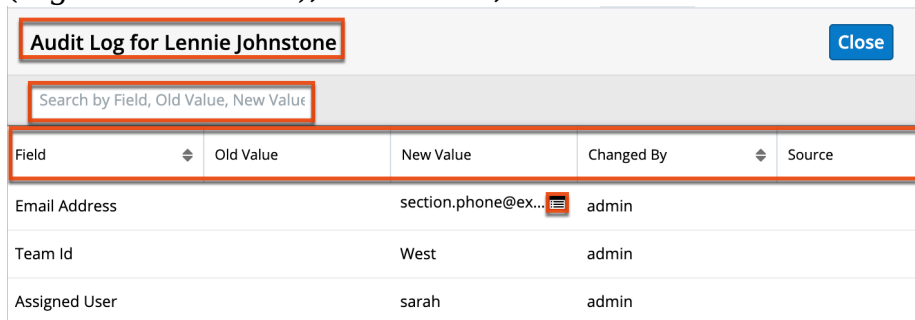 Audit Log for Lennie Johnstone
Close
Search by Field, Old Value, New Value
Field Old Value New Value Changed By Source
Email Address section.phone@ex... admin
Team Id West admin
Assigned User sarah admin